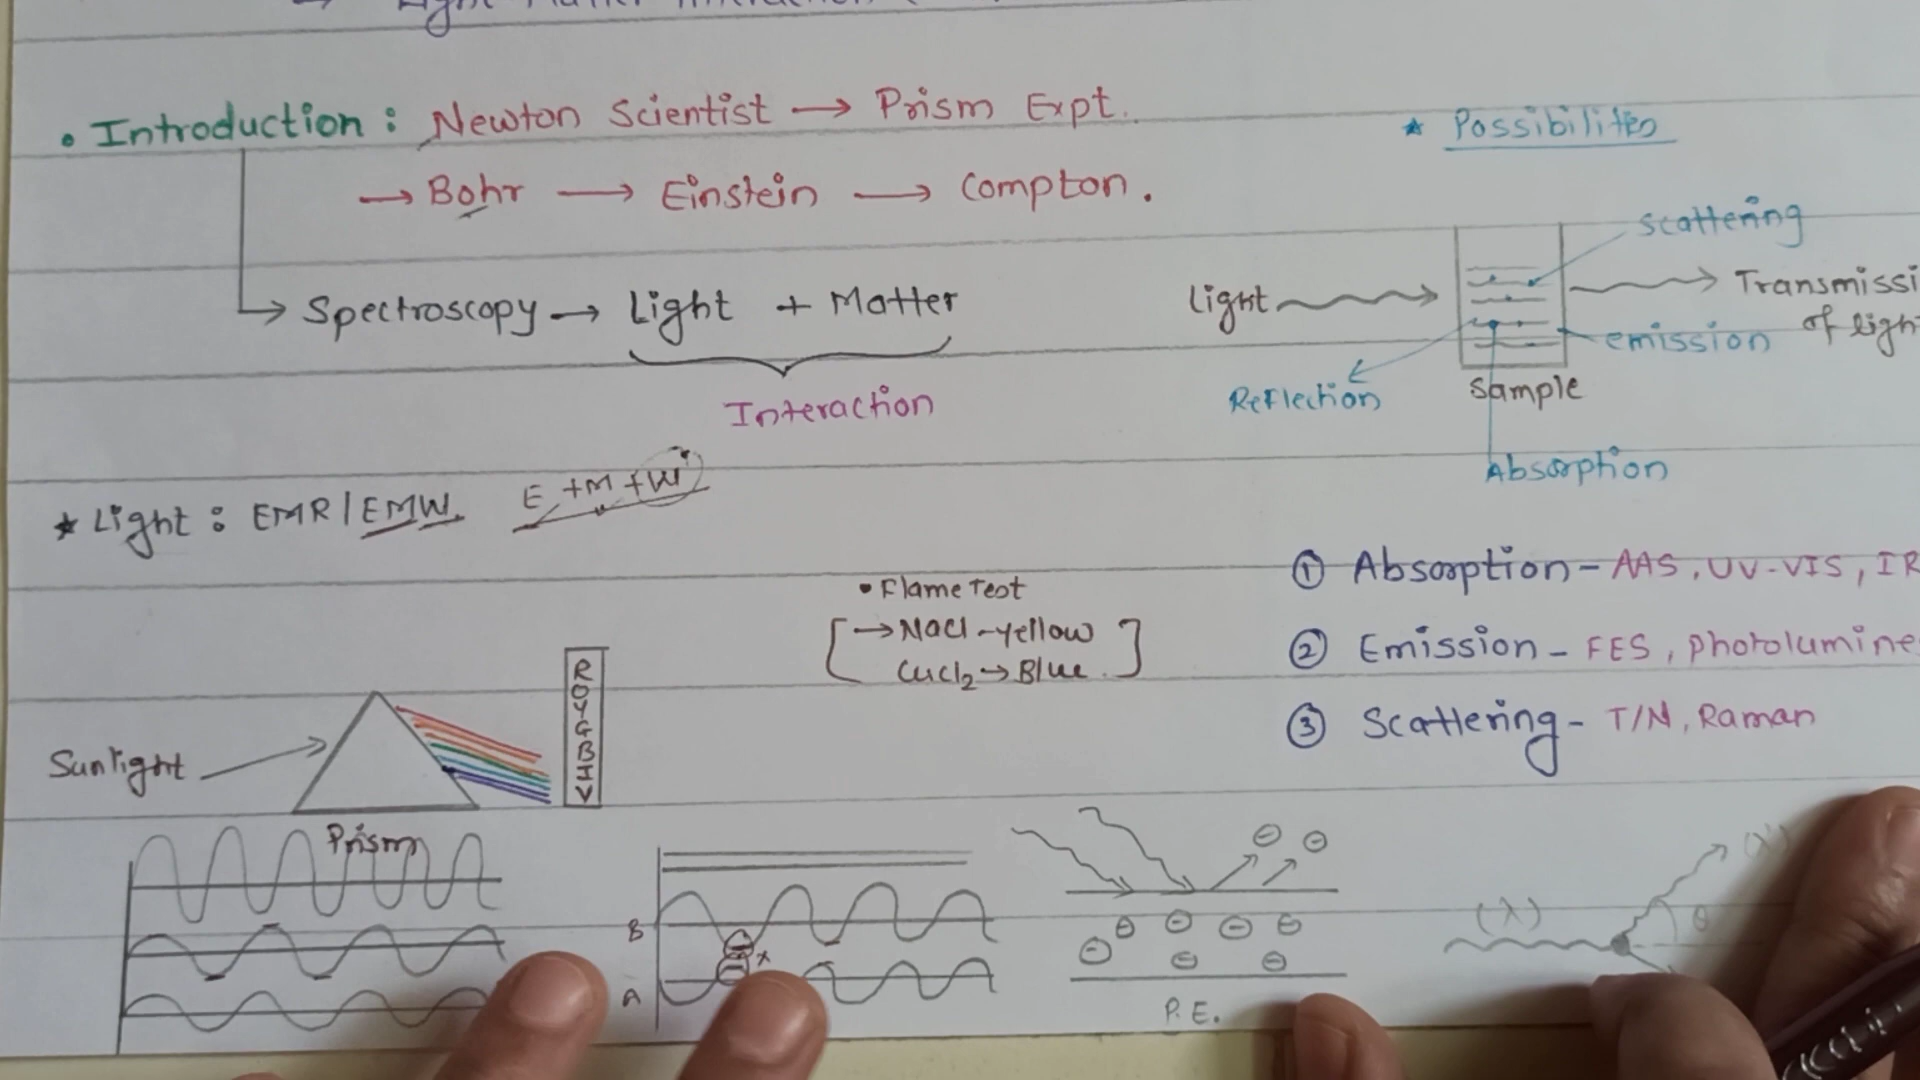 • Introduction : Newton Scientist → Prism Expt.
→ Bohr → Einstein → Compton.
→ Spectroscopy → Light + Matter
Interaction
* Possibilites
Light
scattering
Transmissi
of ligh
emission
Reflection
Sample
Absorption
* Light : EMR / EMW. E + M + W
• Flame Test
[→ NaCl - yellow
CuCl2 → Blue.]
① Absorption - AAS, UV-VIS, IR
② Emission - FES, Photolumine
③ Scattering - T/N, Raman
Sunlight
Prism
R
O
Y
G
B
I
V
B
A
P.E.
(λ)
(λ')
θ